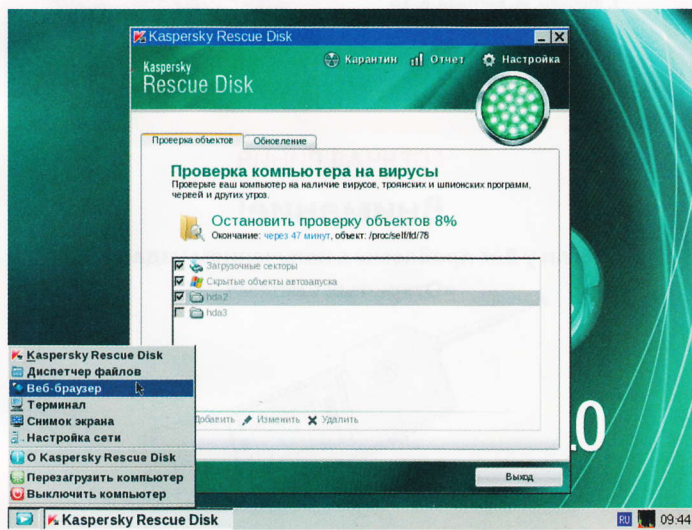 Kaspersky Rescue Disk
Kaspersky
Rescue Disk
Карантин Отчет Настройка
Проверка объектов Обновление
Проверка компьютера на вирусы
Проверьте ваш компьютер на наличие вирусов, троянских и шпионских программ,
червей и других угроз.
Остановить проверку объектов 8%
Окончание: через 47 минут, объект: /proc/self/fd/78
Загрузочные секторы
Скрытые объекты автозапуска
hda2
hda3
Добавить Изменить Удалить
Выход
.0
Kaspersky Rescue Disk
Диспетчер файлов
Веб-браузер
Терминал
Снимок экрана
Настройка сети
О Kaspersky Rescue Disk
Перезагрузить компьютер
Выключить компьютер
Kaspersky Rescue Disk
RU 09:44